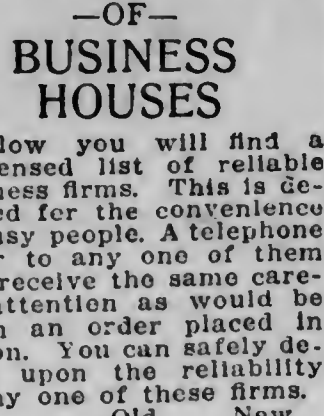 —OF—
BUSINESS
HOUSES
low you will find a
ensed list of reliable
ness firms. This is de-
ed for the convenience
usy people. A telephone
r to any one of them
receive the same care-
attention as would be
n an order placed in
on. You can safely de-
upon the reliability
ny one of these firms.
Old Now